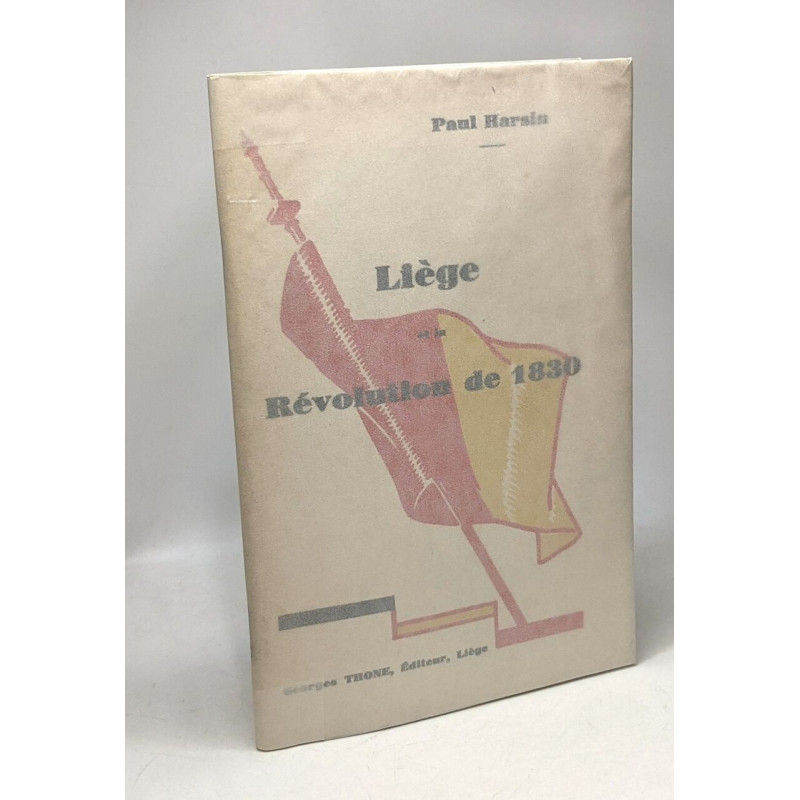 Paul Harsin
Liège
et la
Révolution de 1830
Georges THONE, Éditeur, Liège